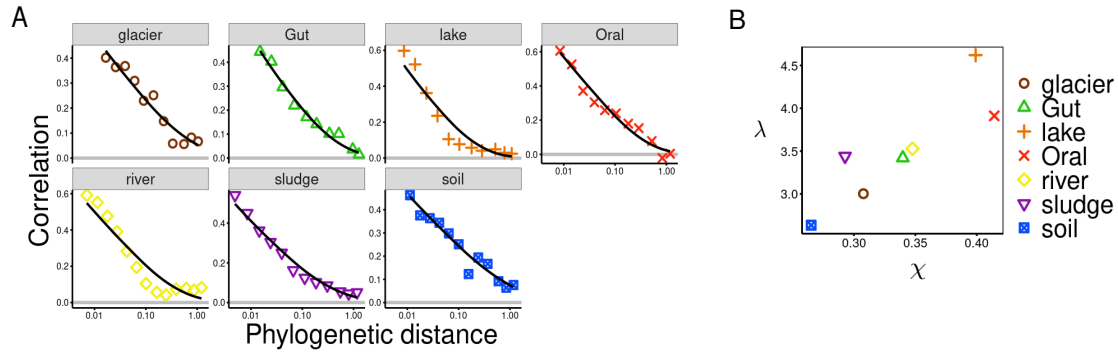 A
glacier
Gut
lake
Oral
0.4
0.3
0.2
0.1
0.0
0.4
0.3
0.2
0.1
0.0
0.6
0.4
0.2
0.0
0.6
0.4
0.2
0.0
0.01 0.10 1.00
river
sludge
soil
0.6
0.4
0.2
0.0
0.4
0.2
0.0
0.4
0.3
0.2
0.1
0.0
0.01 0.10 1.00
0.01 0.10 1.00
0.01 0.10 1.00
Correlation
Phylogenetic distance
B
4.5
4.0
3.5
3.0
λ
0.30 0.35 0.40
χ
glacier
Gut
lake
Oral
river
sludge
soil